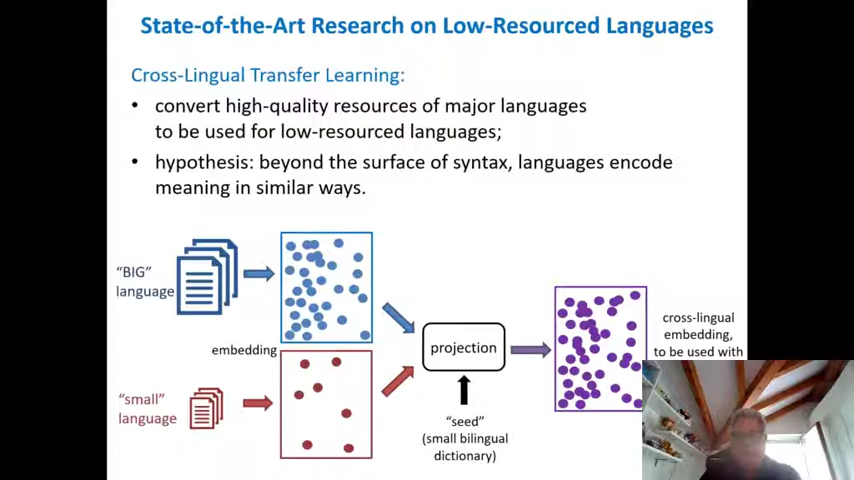 State-of-the-Art Research on Low-Resourced Languages
Cross-Lingual Transfer Learning:
• convert high-quality resources of major languages
to be used for low-resourced languages;
• hypothesis: beyond the surface of syntax, languages encode
meaning in similar ways.
“BIG”
language
embedding
“small”
language
projection
“seed”
(small bilingual
dictionary)
cross-lingual
embedding,
to be used with